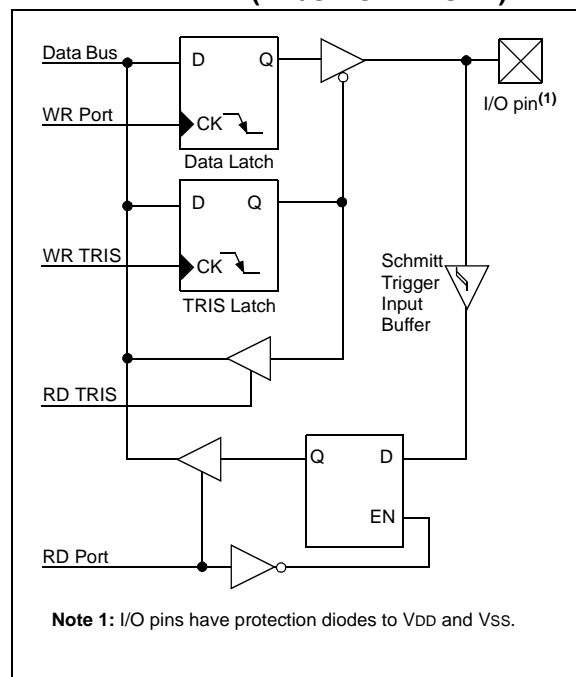 Data Bus
D
Q
WR Port
CK
Data Latch
I/O pin(1)
D
Q
WR TRIS
CK
TRIS Latch
Schmitt
Trigger
Input
Buffer
RD TRIS
Q
D
EN
RD Port
Note 1: I/O pins have protection diodes to VDD and VSS.